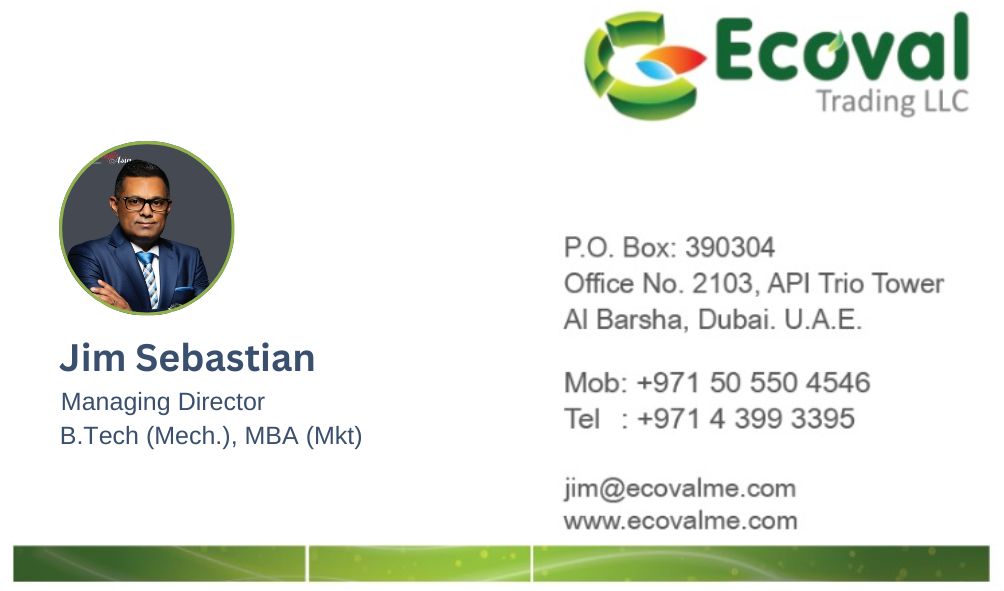 Ecoval
Trading LLC
Jim Sebastian
Managing Director
B.Tech (Mech.), MBA (Mkt)
P.O. Box: 390304
Office No. 2103, API Trio Tower
Al Barsha, Dubai. U.A.E.
Mob: +971 50 550 4546
Tel : +971 4 399 3395
jim@ecovalme.com
www.ecovalme.com